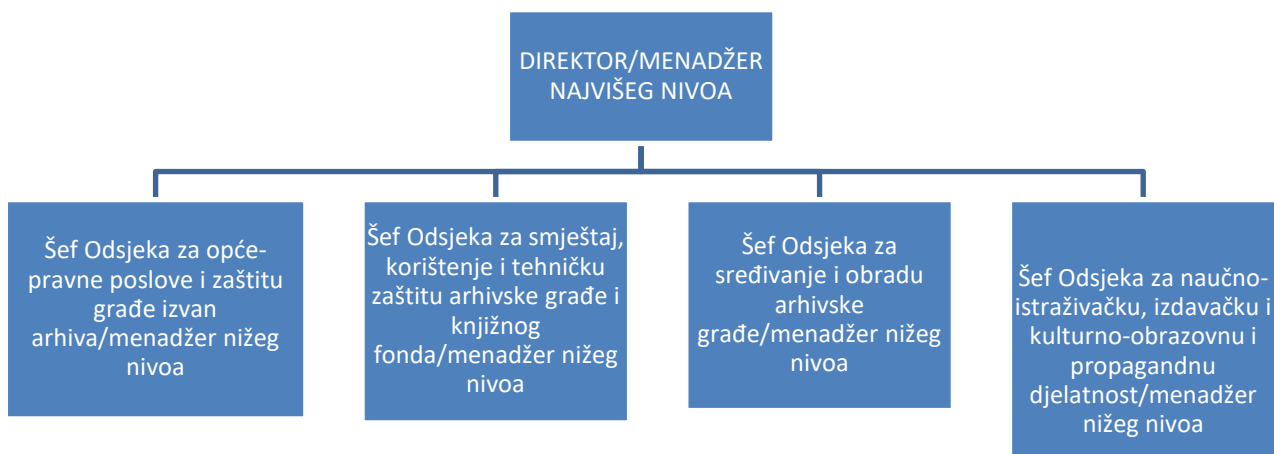 DIREKTOR/MENADŽER
NAJVIŠEG NIVOA
Šef Odsjeka za opće-
pravne poslove i zaštitu
građe izvan
arhiva/menadžer nižeg
nivoa
Šef Odsjeka za smještaj,
korištenje i tehničku
zaštitu arhivske građe i
knjižnog
fonda/menadžer nižeg
nivoa
Šef Odsjeka za
sređivanje i obradu
arhivske
građe/menadžer nižeg
nivoa
Šef Odsjeka za naučno-
istraživačku, izdavačku i
kulturno-obrazovnu i
propagandnu
djelatnost/menadžer
nižeg nivoa